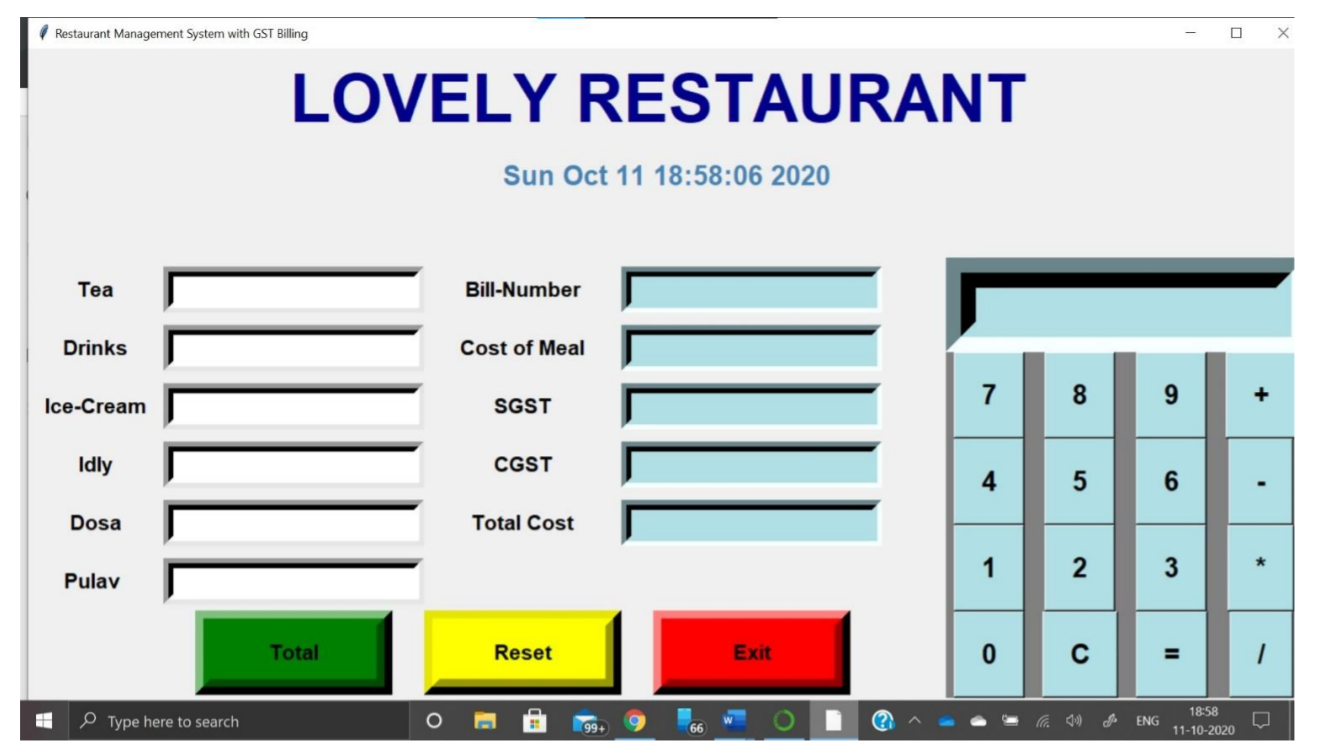 Restaurant Management System with GST Billing
LOVELY RESTAURANT
Sun Oct 11 18:58:06 2020
Tea
Drinks
Ice-Cream
Idly
Dosa
Pulav
Bill-Number
Cost of Meal
SGST
CGST
Total Cost
Total
Reset
Exit
7 8 9 +
4 5 6 -
1 2 3 *
0 C = /
Type here to search
99+
66
W
ENG
18:58
11-10-2020